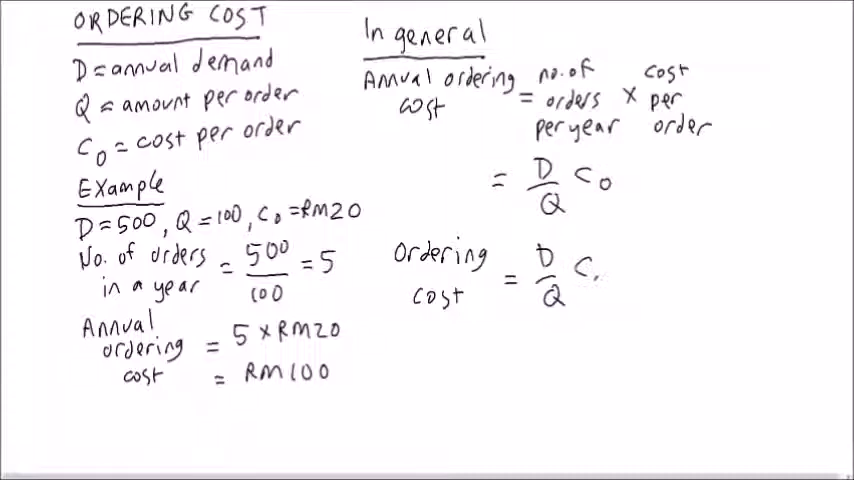 ORDERING COST
D = annual demand
Q = amount per order
C₀ = cost per order
Example
D = 500, Q = 100, C₀ = RM20
No. of orders in a year = 500/100 = 5
Annual ordering cost = 5 × RM20
= RM100
In general
Annual ordering cost = no. of orders per year × cost per order
= D/Q C₀
Ordering cost = D/Q C